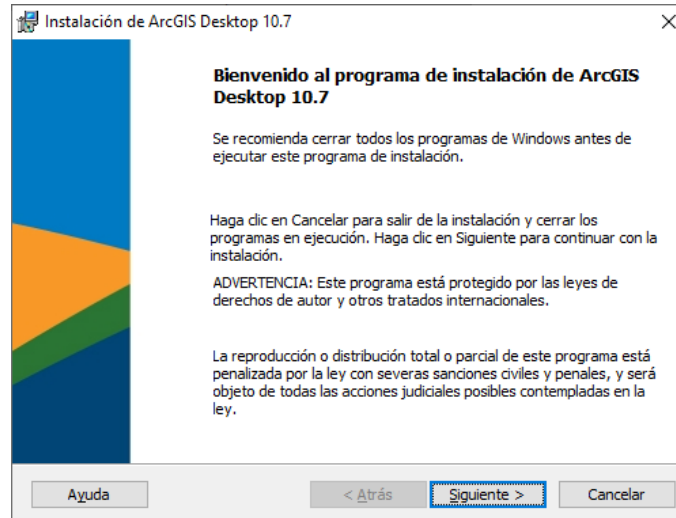 Instalación de ArcGIS Desktop 10.7
Bienvenido al programa de instalación de ArcGIS
Desktop 10.7
Se recomienda cerrar todos los programas de Windows antes de
ejecutar este programa de instalación.
Haga clic en Cancelar para salir de la instalación y cerrar los
programas en ejecución. Haga clic en Siguiente para continuar con la
instalación.
ADVERTENCIA: Este programa está protegido por las leyes de
derechos de autor y otros tratados internacionales.
La reproducción o distribución total o parcial de este programa está
penalizada por la ley con severas sanciones civiles y penales, y será
objeto de todas las acciones judiciales posibles contempladas en la
ley.
Ayuda < Atrás Siguiente > Cancelar